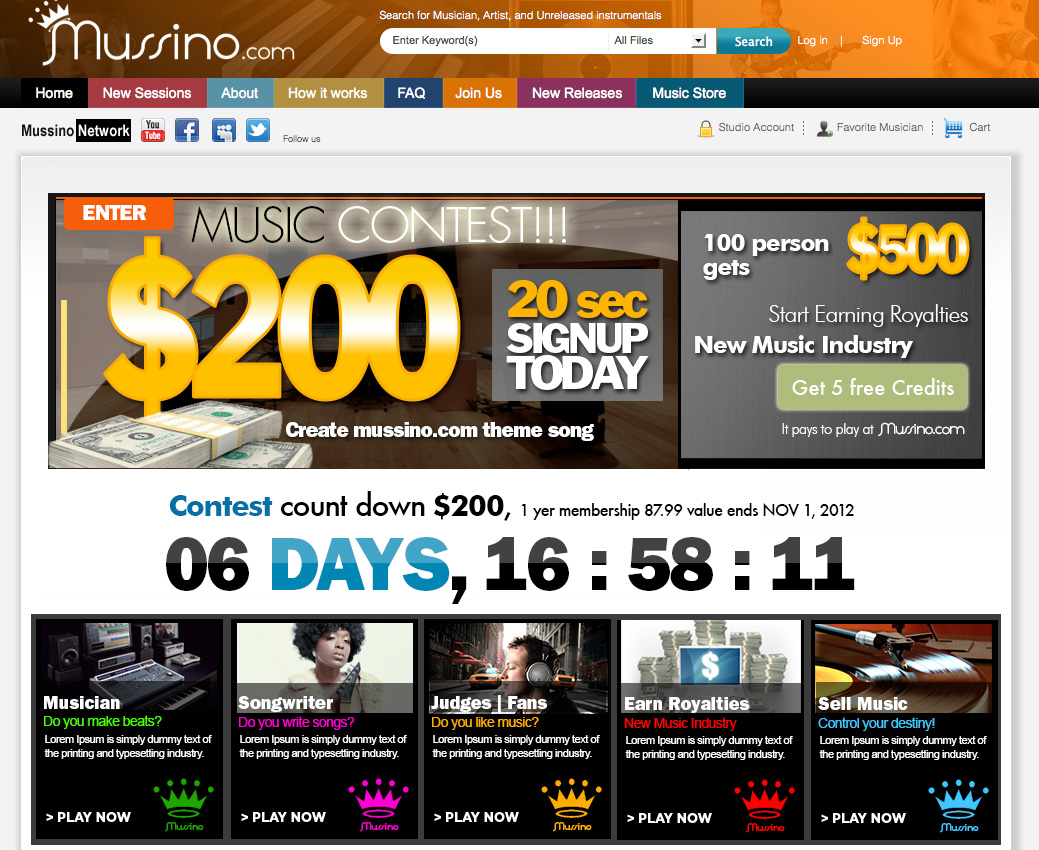 Mussino.com
Search for Musician, Artist, and Unreleased instrumentals
Enter Keyword(s)
All Files
Search
Log in | Sign Up
Home
New Sessions
About
How it works
FAQ
Join Us
New Releases
Music Store
Mussino Network
You Tube
Follow us
Studio Account
Favorite Musician
Cart
ENTER
MUSIC CONTEST!!!
$200
20 sec
SIGNUP
TODAY
Create mussino.com theme song
100 person
gets
$500
Start Earning Royalties
New Music Industry
Get 5 free Credits
It pays to play at Mussino.com
Contest count down $200, 1 yer membership 87.99 value ends NOV 1, 2012
06 DAYS, 16 : 58 : 11
Musician
Do you make beats?
Lorem Ipsum is simply dummy text of
the printing and typesetting industry.
> PLAY NOW
Mussino
Songwriter
Do you write songs?
Lorem Ipsum is simply dummy text of
the printing and typesetting industry.
> PLAY NOW
Mussino
Judges | Fans
Do you like music?
Lorem Ipsum is simply dummy text of
the printing and typesetting industry.
> PLAY NOW
Mussino
$
Earn Royalties
New Music Industry
Lorem Ipsum is simply dummy text of
the printing and typesetting industry.
> PLAY NOW
Mussino
Sell Music
Control your destiny!
Lorem Ipsum is simply dummy text of
the printing and typesetting industry.
> PLAY NOW
Mussino